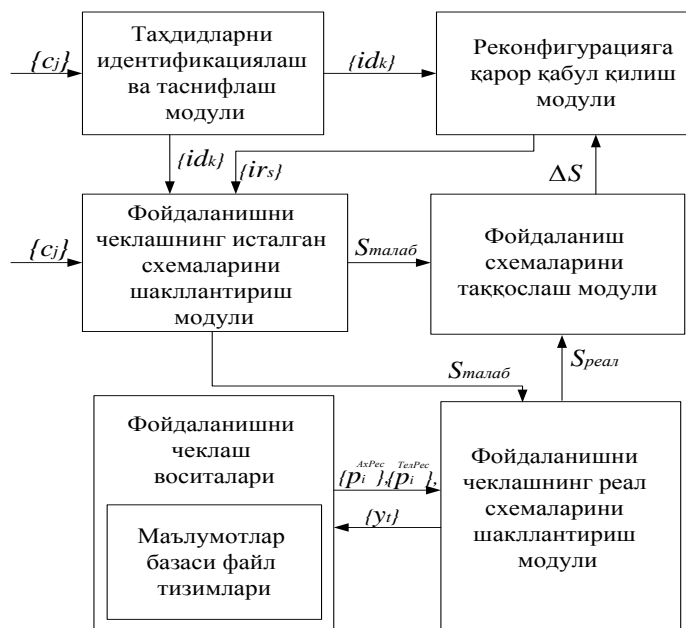 Таҳдидларни
идентификациялаш
ва таснифлаш
модули
Реконфигурацияга
қарор қабул қилиш
модули
{cj}
{idk}
{idk}
{irs}
ΔS
Фойдаланишни
чеклашнинг исталган
схемаларини
шакллантириш
модули
Фойдаланиш
схемаларини
таққослаш модули
{cj}
Sталаб
Sталаб
Sреал
Фойдаланишни
чеклаш
воситалари
Маълумотлар
базаси файл
тизимлари
{piАхРес},{piТелРес},
{yt}
Фойдаланишни
чеклашнинг реал
схемаларини
шакллантириш
модули